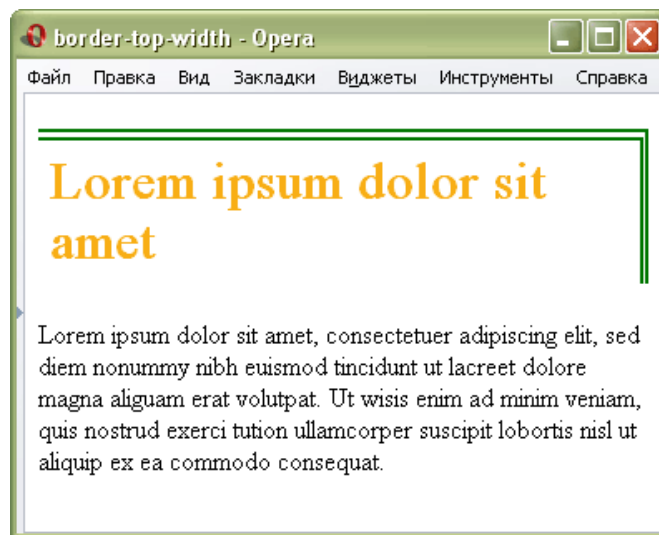 border-top-width - Opera
Файл Правка Вид Закладки Виджеты Инструменты Справка
Lorem ipsum dolor sit
amet
Lorem ipsum dolor sit amet, consectetuer adipiscing elit, sed
diem nonummy nibh euismod tincidunt ut lacreet dolore
magna aliguam erat volutpat. Ut wisis enim ad minim veniam,
quis nostrud exerci tution ullamcorper suscipit lobortis nisl ut
aliquip ex ea commodo consequat.